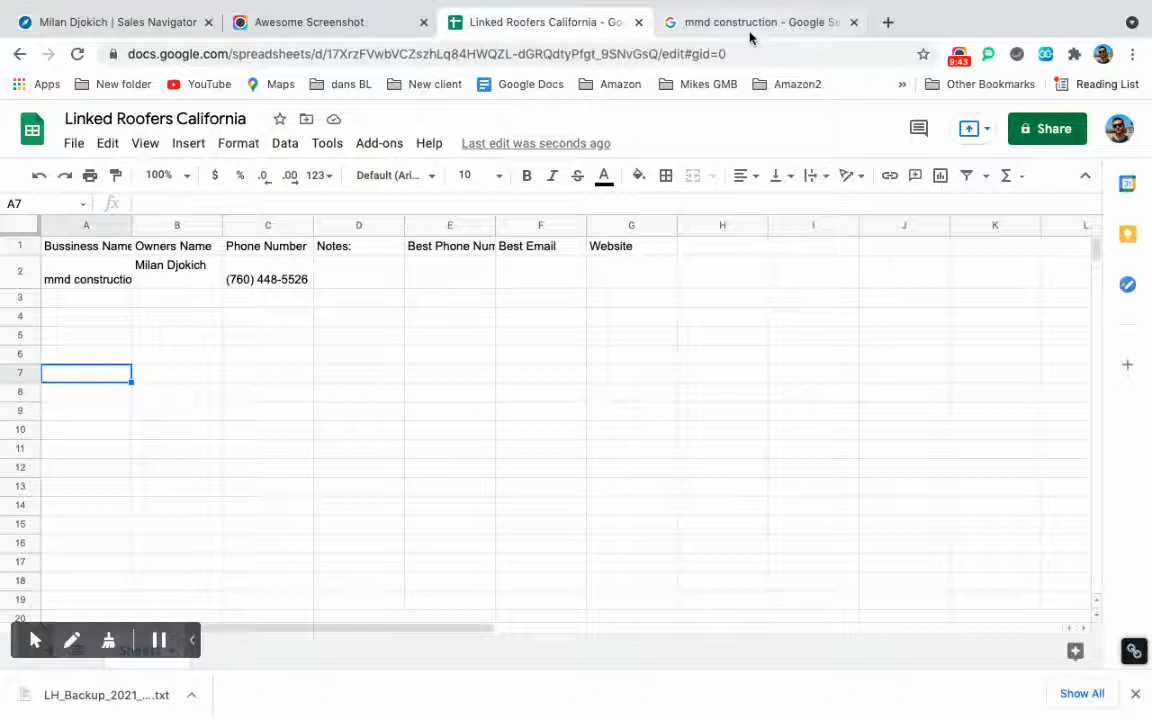 Milan Djokich | Sales Navigator
Awesome Screenshot
Linked Roofers California - Go
mmd construction - Google Se
docs.google.com/spreadsheets/d/17XrzFVwbVCZszhLq84HWQZL-dGRQdtyPfgt_9SNvGsQ/edit#gid=0
9:43
Apps
New folder
YouTube
Maps
dans BL
New client
Google Docs
Amazon
Mikes GMB
Amazon2
»
Other Bookmarks
Reading List
Linked Roofers California
File Edit View Insert Format Data Tools Add-ons Help Last edit was seconds ago
Share
100% $ % .0 .00 123 Default (Ari... 10 B I S A
A7 fx
A B C D E F G H I J K L
1 Bussiness Name Owners Name Phone Number Notes: Best Phone Num Best Email Website
Milan Djokich
2 mmd constructio (760) 448-5526
3
4
5
6
7
8
9
10
11
12
13
14
15
16
17
18
19
20
31
LH_Backup_2021_....txt
Show All